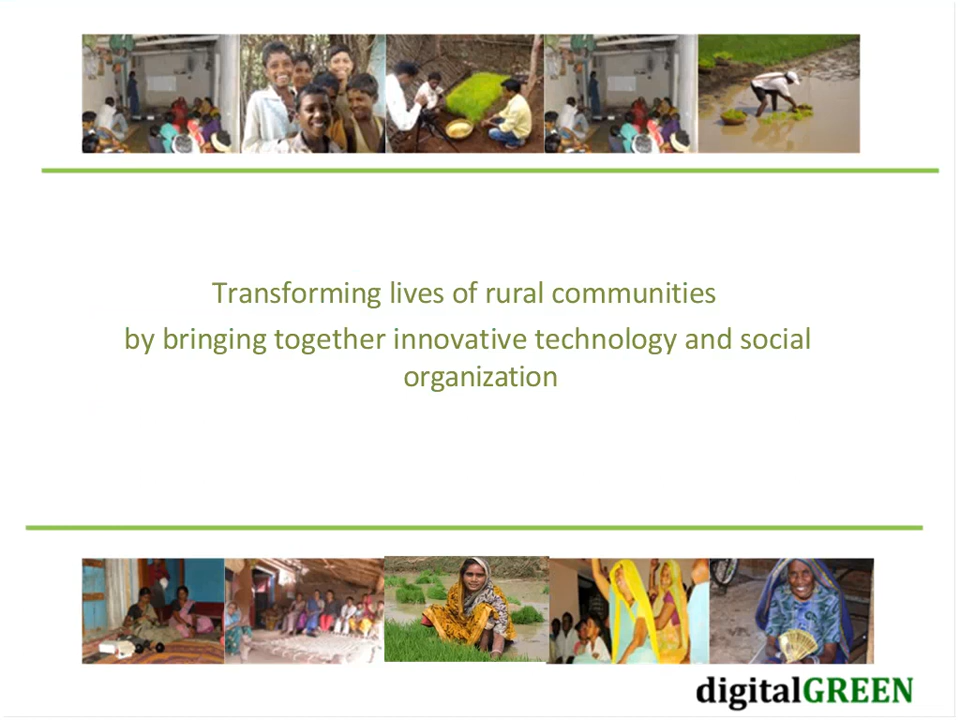 Transforming lives of rural communities
by bringing together innovative technology and social
organization
digitalGREEN